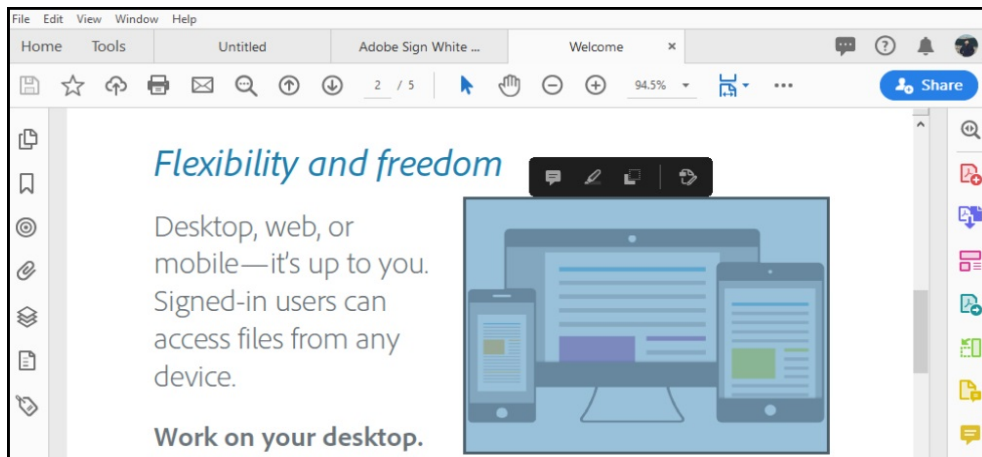 File Edit View Window Help
Home Tools Untitled Adobe Sign White ... Welcome ×
2 / 5 94.5% Share
Flexibility and freedom
Desktop, web, or
mobile—it's up to you.
Signed-in users can
access files from any
device.
Work on your desktop.